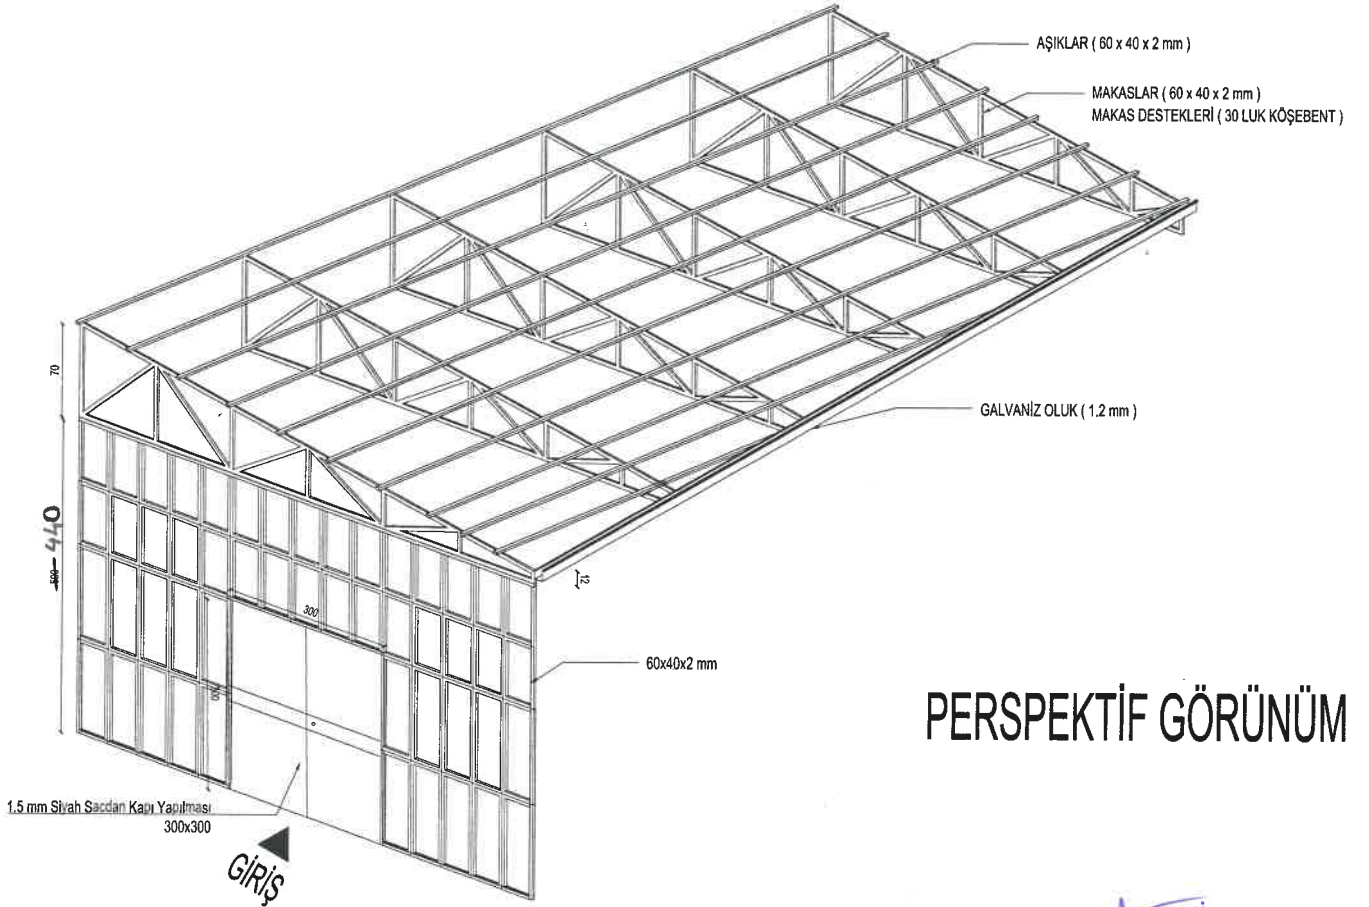 AŞIKLAR ( 60 x 40 x 2 mm )
MAKASLAR ( 60 x 40 x 2 mm )
MAKAS DESTEKLERİ ( 30 LUK KÖŞEBENT )
70
GALVANİZ OLUK ( 1.2 mm )
440
12
300
60x40x2 mm
PERSPEKTİF GÖRÜNÜM
1.5 mm Siyah Sacdan Kapı Yapılması
300x300
GİRİŞ